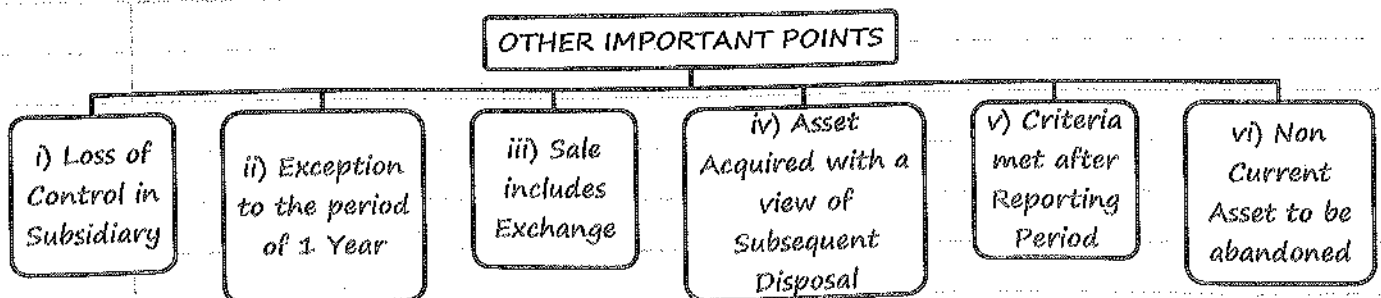 OTHER IMPORTANT POINTS
i) Loss of
Control in
Subsidiary
ii) Exception
to the period
of 1 Year
iii) Sale
includes
Exchange
iv) Asset
Acquired with a
view of
Subsequent
Disposal
v) Criteria
met after
Reporting
Period
vi) Non
Current
Asset to be
abandoned